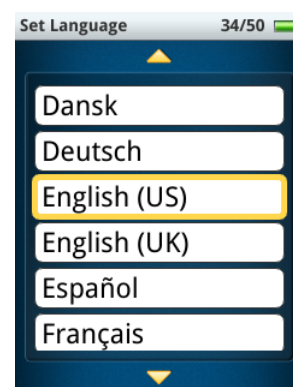 Set Language 34/50
Dansk
Deutsch
English (US)
English (UK)
Español
Français